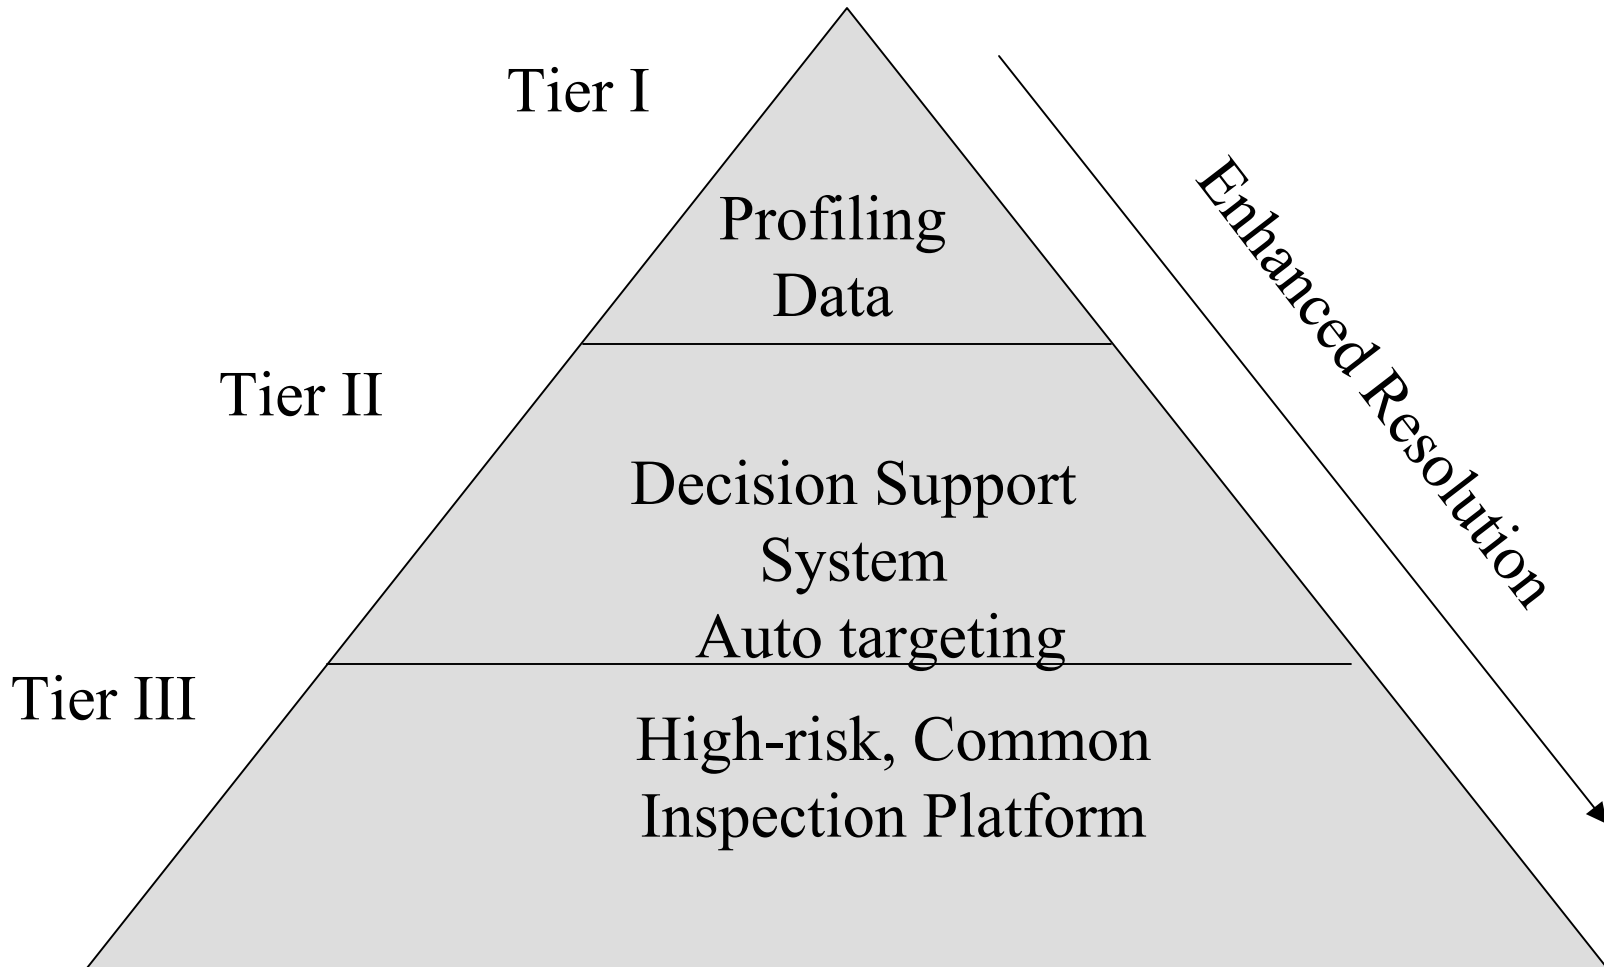 Tier I
Profiling
Data
Enhanced Resolution
Tier II
Decision Support
System
Auto targeting
Tier III
High-risk, Common
Inspection Platform